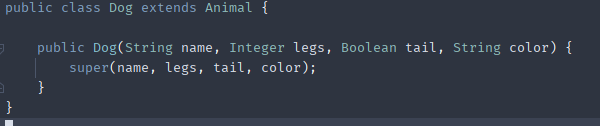 public class Dog extends Animal {
public Dog(String name, Integer legs, Boolean tail, String color) {
super(name, legs, tail, color);
}
}